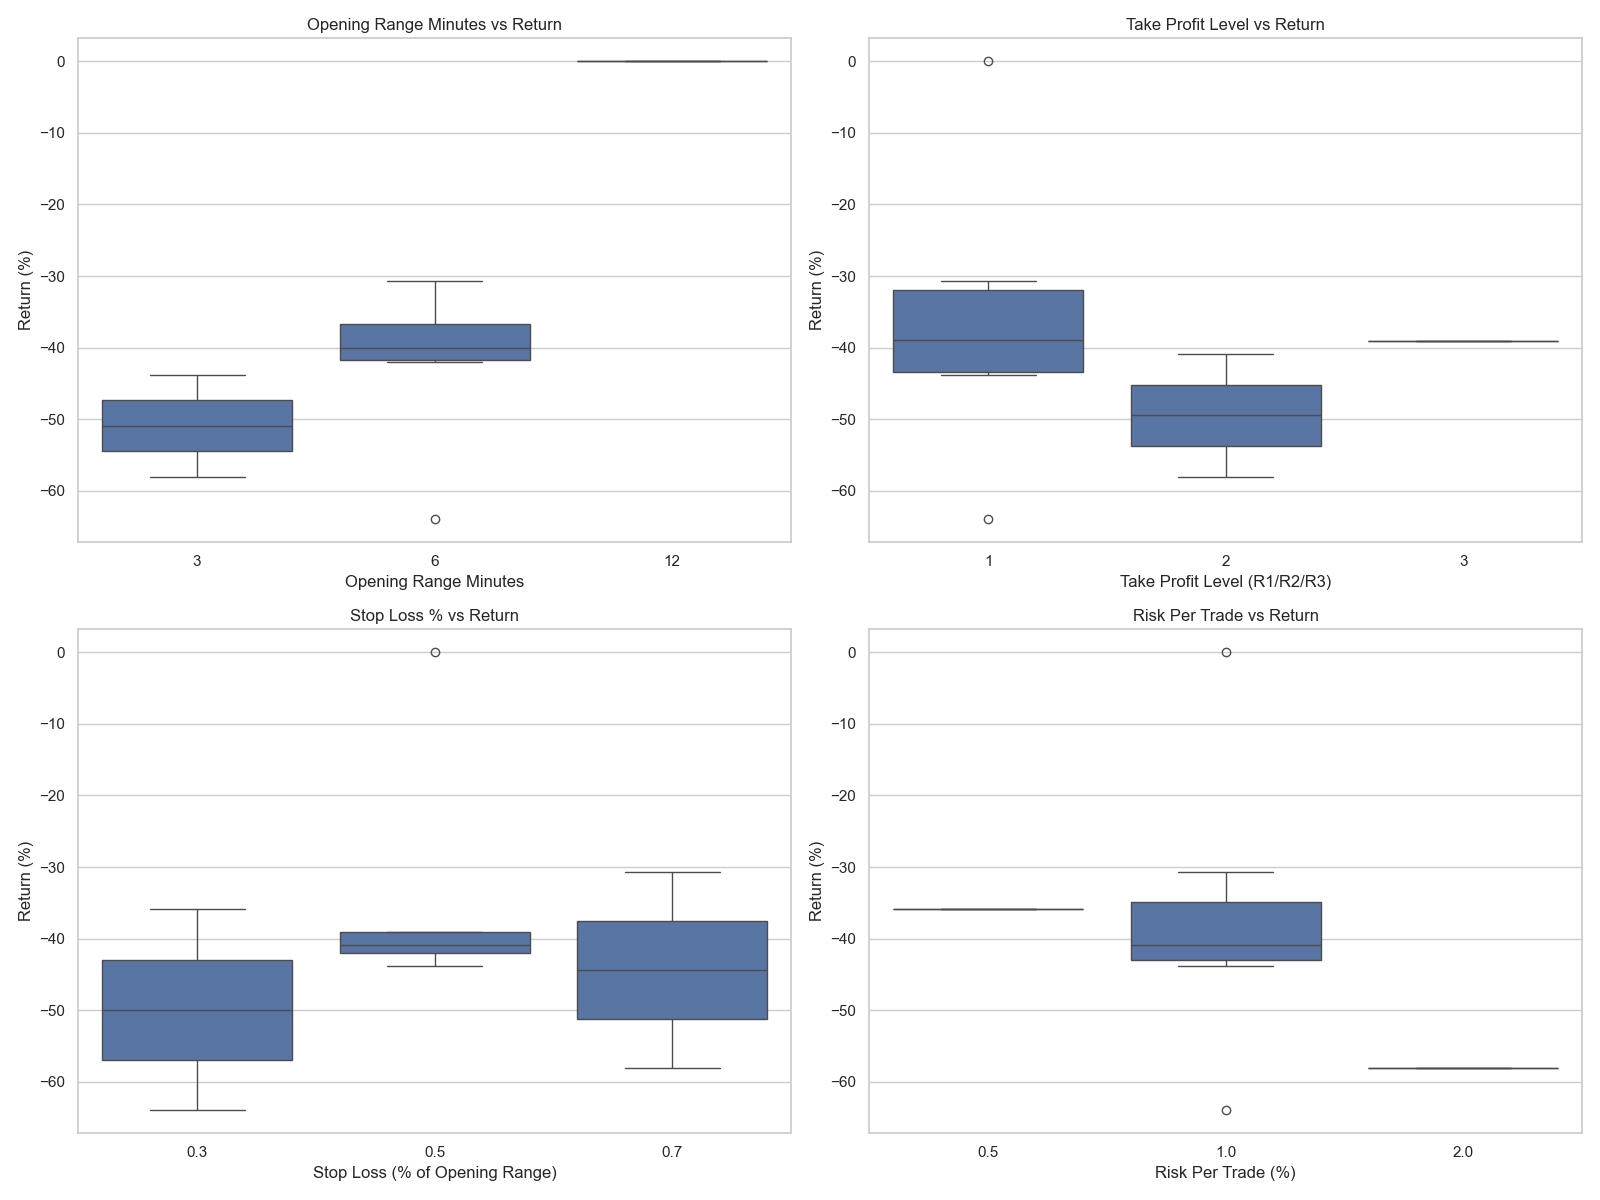 Opening Range Minutes vs Return
Return (%)
0
−10
−20
−30
−40
−50
−60
3 6 12
Opening Range Minutes
Take Profit Level vs Return
Return (%)
0
−10
−20
−30
−40
−50
−60
1 2 3
Take Profit Level (R1/R2/R3)
Stop Loss % vs Return
Return (%)
0
−10
−20
−30
−40
−50
−60
0.3 0.5 0.7
Stop Loss (% of Opening Range)
Risk Per Trade vs Return
Return (%)
0
−10
−20
−30
−40
−50
−60
0.5 1.0 2.0
Risk Per Trade (%)